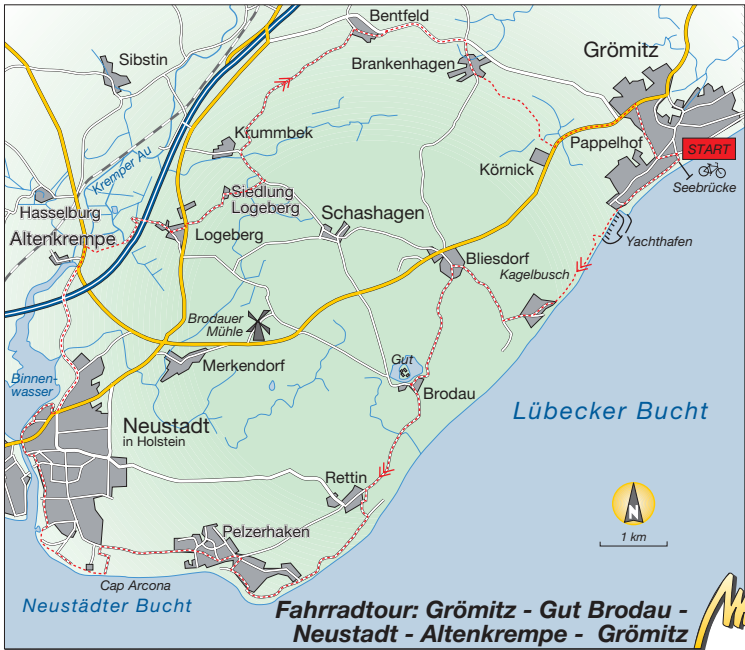 Bentfeld
Sibstin
Brankenhagen
Grömitz
Krummbek
Pappelhof
START
Kremper Au
Körnick
Seebrücke
Siedlung
Logeberg
Hasselburg
Schashagen
Altenkrempe
Logeberg
Yachthafen
Bliesdorf
Kagelbusch
Brodauer
Mühle
Gut
Merkendorf
Binnen-
wasser
Brodau
Lübecker Bucht
Neustadt
in Holstein
Rettin
N
Pelzerhaken
1 km
Cap Arcona
Neustädter Bucht
Fahrradtour: Grömitz - Gut Brodau -
Neustadt - Altenkrempe - Grömitz